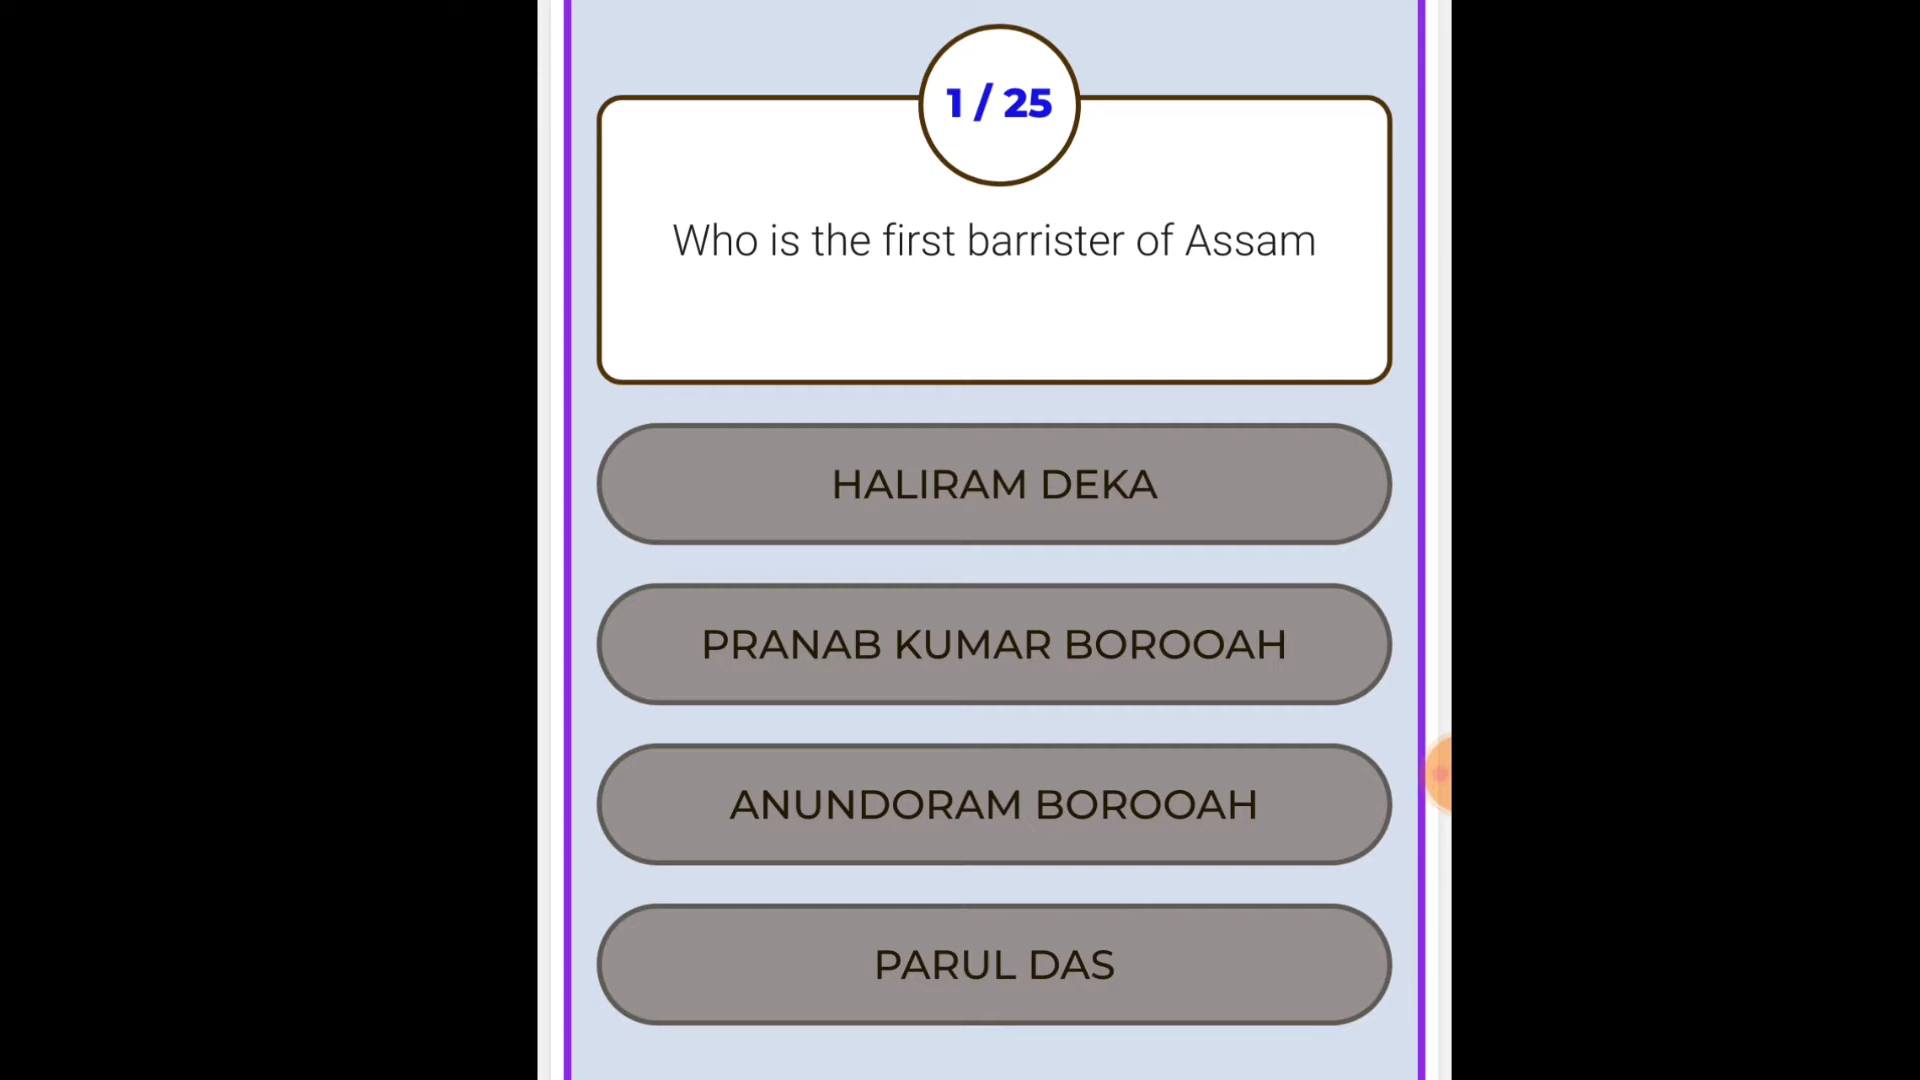 1 / 25
Who is the first barrister of Assam
HALIRAM DEKA
PRANAB KUMAR BOROOAH
ANUNDORAM BOROOAH
PARUL DAS